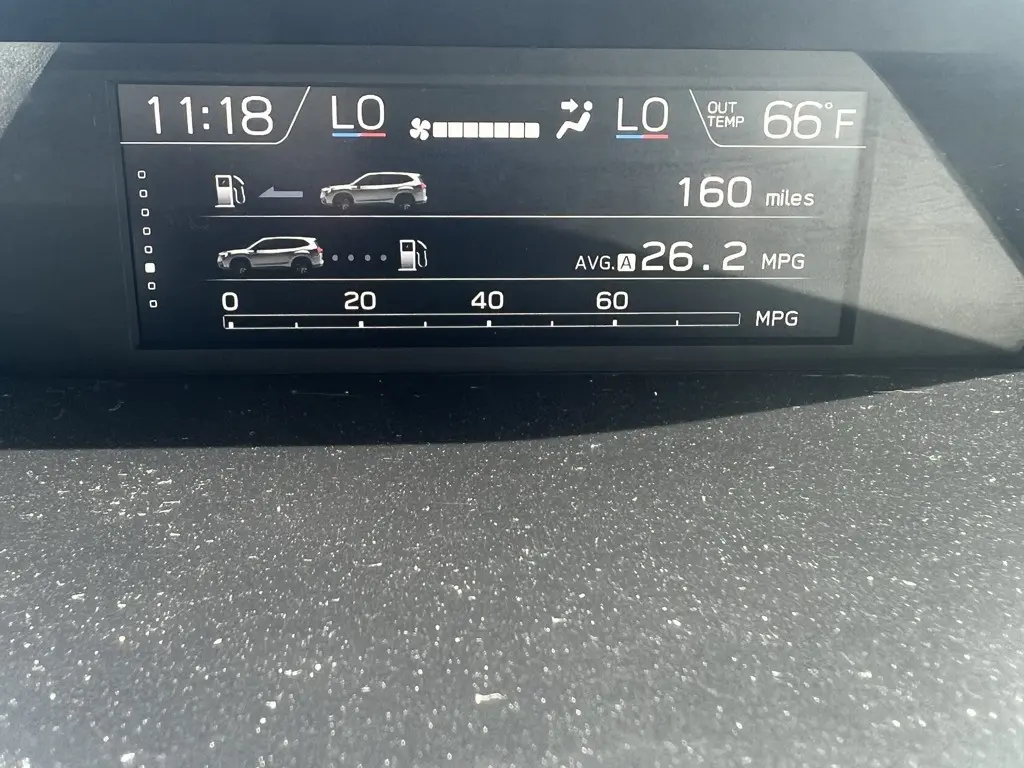 11:18 LO LO OUT TEMP 66°F
160 miles
AVG. A 26.2 MPG
0 20 40 60
MPG